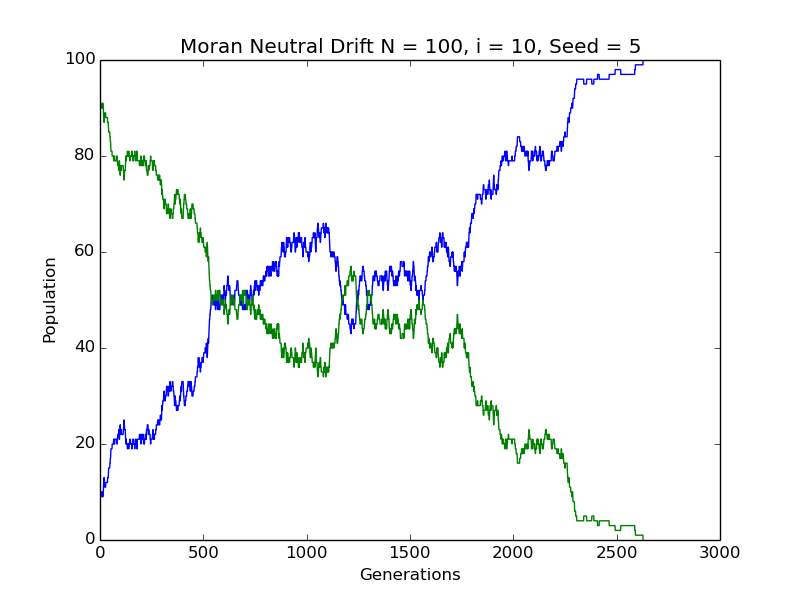 Moran Neutral Drift N = 100, i = 10, Seed = 5
100
80
60
40
20
0
Population
0 500 1000 1500 2000 2500 3000
Generations